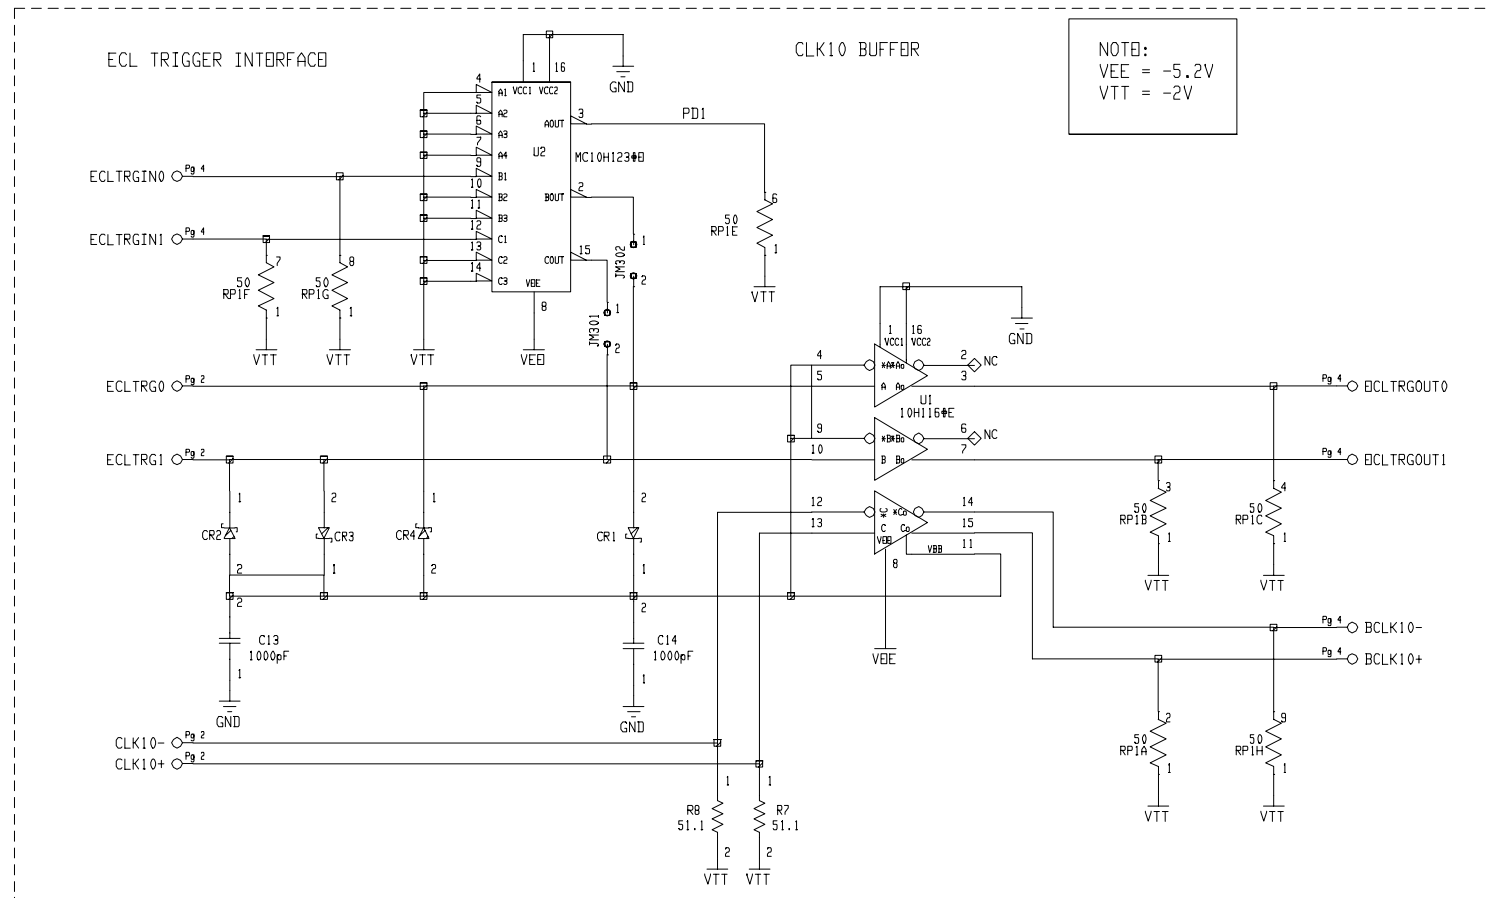 ECL TRIGGER INTERFACE
CLK10 BUFFER
NOTE:
VEE = -5.2V
VTT = -2V
1 16
GND
4 A1 VCC1 VCC2
5 A2
6 A3
7 A4
9 B1
10 B2
11 B3
12 C1
13 C2
14 C3
AOUT 3
PD1
U2
BOUT 2
COUT 15
VEE
8
VEE
ECLTRGIN0 Pg 4
ECLTRGIN1 Pg 4
7
50
RP1F
1
VTT
8
50
RP1G
1
VTT
VTT
1
JM302
2
1
JM301
2
6
50
RP1E
1
VTT
ECLTRG0 Pg 2
ECLTRG1 Pg 2
1 16
VCC1 VCC2
GND
4 *A *Ao 2 NC
5 A Ao 3
U1
9 *B *Bo 6 NC
10 B Bo 7
12 *C *Co 14
13 C Co 15
VEE VBB 11
8
VEE
Pg 4 ECLTRGOUT0
Pg 4 ECLTRGOUT1
3
50
RP1B
1
VTT
4
50
RP1C
1
VTT
1
CR2
2
2
CR3
1
1
CR4
2
2
CR1
1
2
C13
1000pF
1
GND
2
C14
1000pF
1
GND
Pg 4 BCLK10-
Pg 4 BCLK10+
2
50
RP1A
1
VTT
9
50
RP1H
1
VTT
CLK10- Pg 2
CLK10+ Pg 2
1
R8
51.1
2
VTT
1
R7
51.1
2
VTT